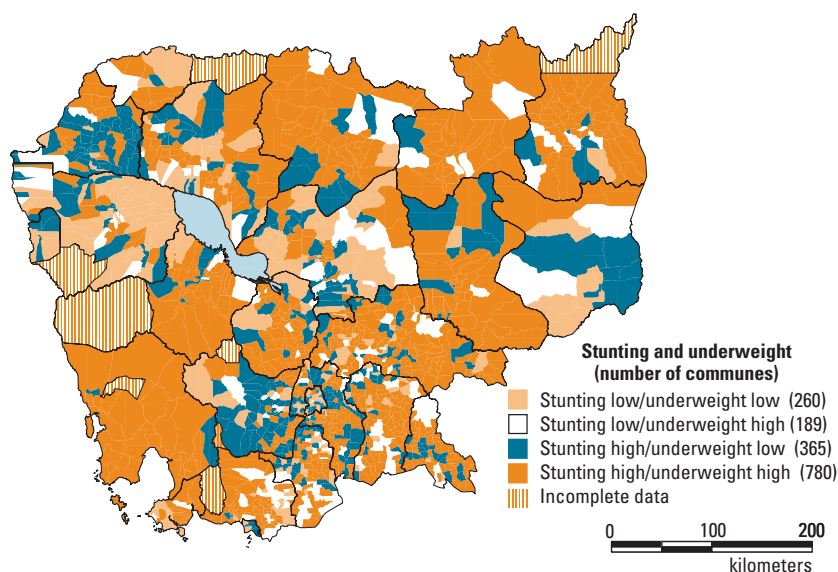 Stunting and underweight
(number of communes)
Stunting low/underweight low (260)
Stunting low/underweight high (189)
Stunting high/underweight low (365)
Stunting high/underweight high (780)
Incomplete data
0 100 200
kilometers